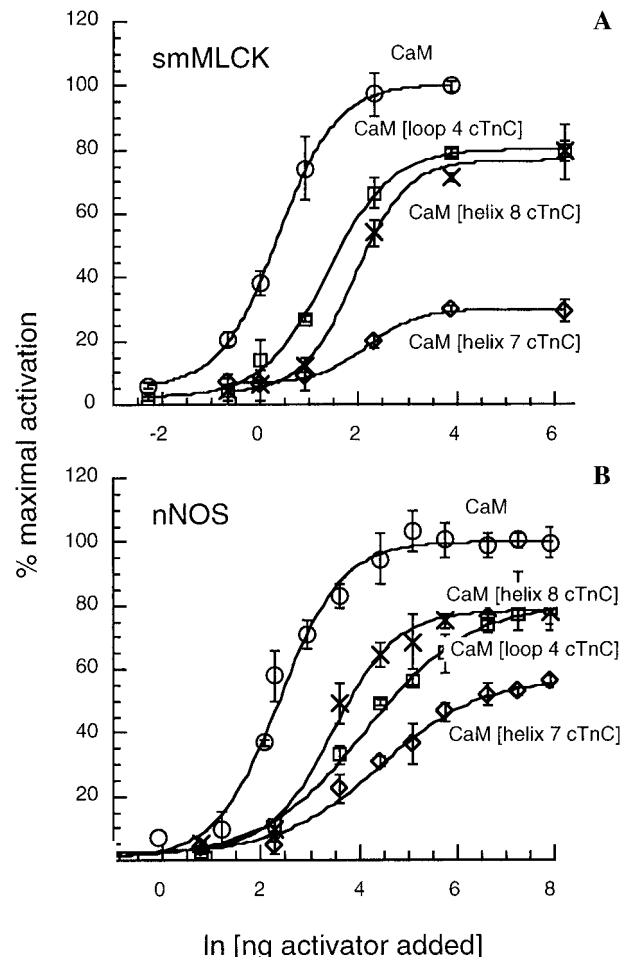 A
120
smMLCK
CaM
100
CaM [loop 4 cTnC]
80
60
CaM [helix 8 cTnC]
40
CaM [helix 7 cTnC]
20
0
-2 0 2 4 6
% maximal activation
B
120
nNOS
CaM
100
80
CaM [helix 8 cTnC]
CaM [loop 4 cTnC]
60
CaM [helix 7 cTnC]
40
20
0 2 4 6 8
ln [ng activator added]